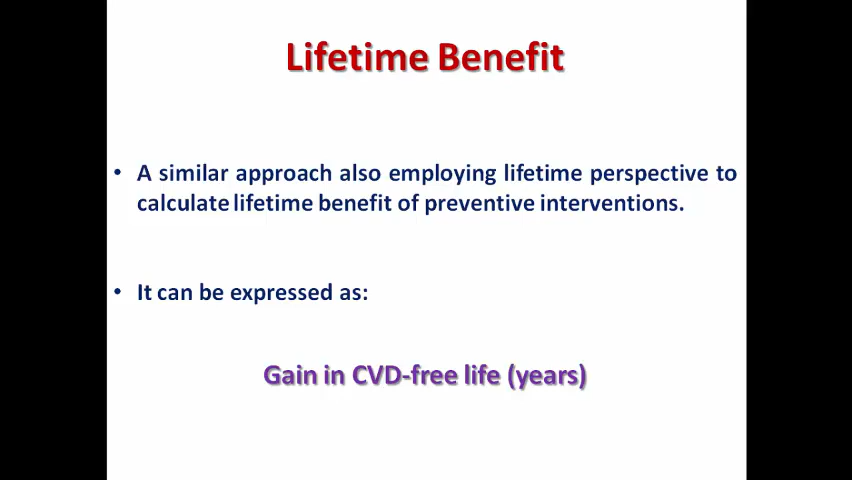 Lifetime Benefit
• A similar approach also employing lifetime perspective to
calculate lifetime benefit of preventive interventions.
• It can be expressed as:
Gain in CVD-free life (years)